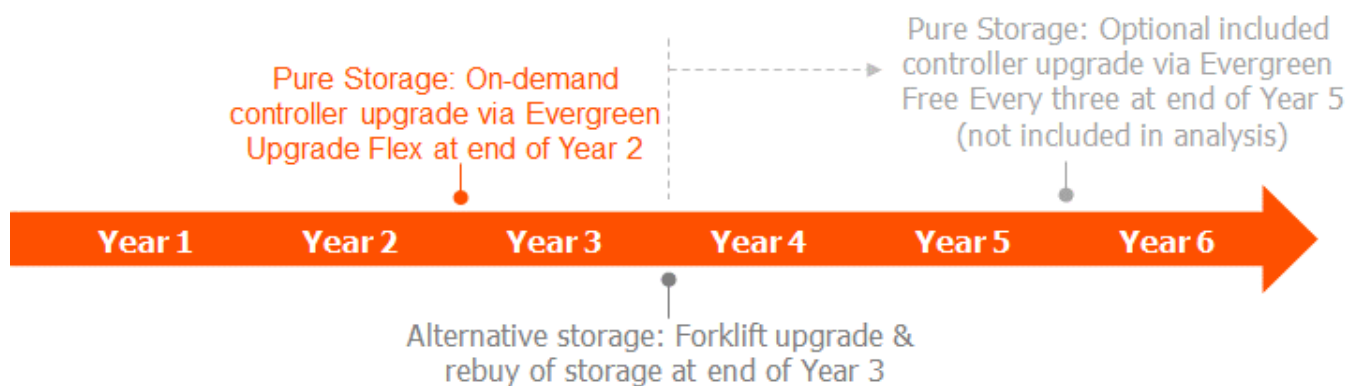 Pure Storage: On-demand
controller upgrade via Evergreen
Upgrade Flex at end of Year 2
Pure Storage: Optional included
controller upgrade via Evergreen
Free Every three at end of Year 5
(not included in analysis)
Year 1
Year 2
Year 3
Year 4
Year 5
Year 6
Alternative storage: Forklift upgrade &
rebuy of storage at end of Year 3